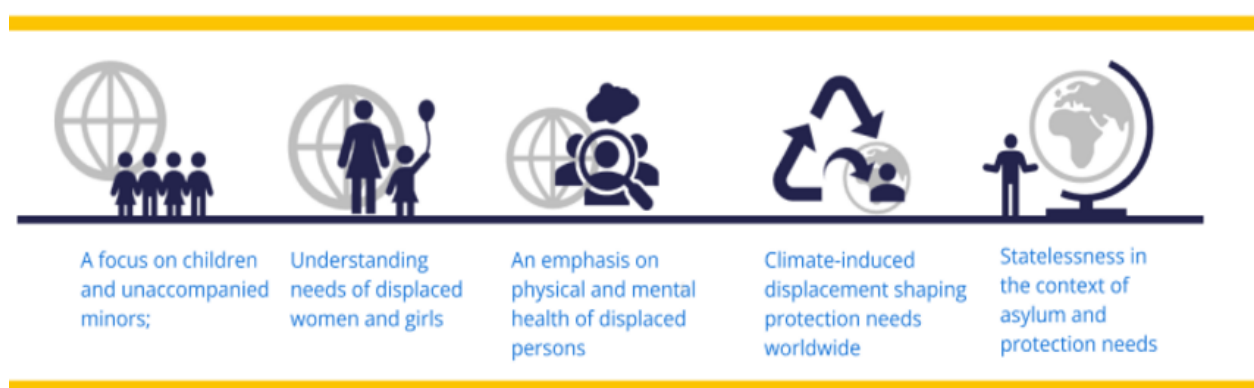 A focus on children
and unaccompanied
minors;
Understanding
needs of displaced
women and girls
An emphasis on
physical and mental
health of displaced
persons
Climate-induced
displacement shaping
protection needs
worldwide
Statelessness in
the context of
asylum and
protection needs